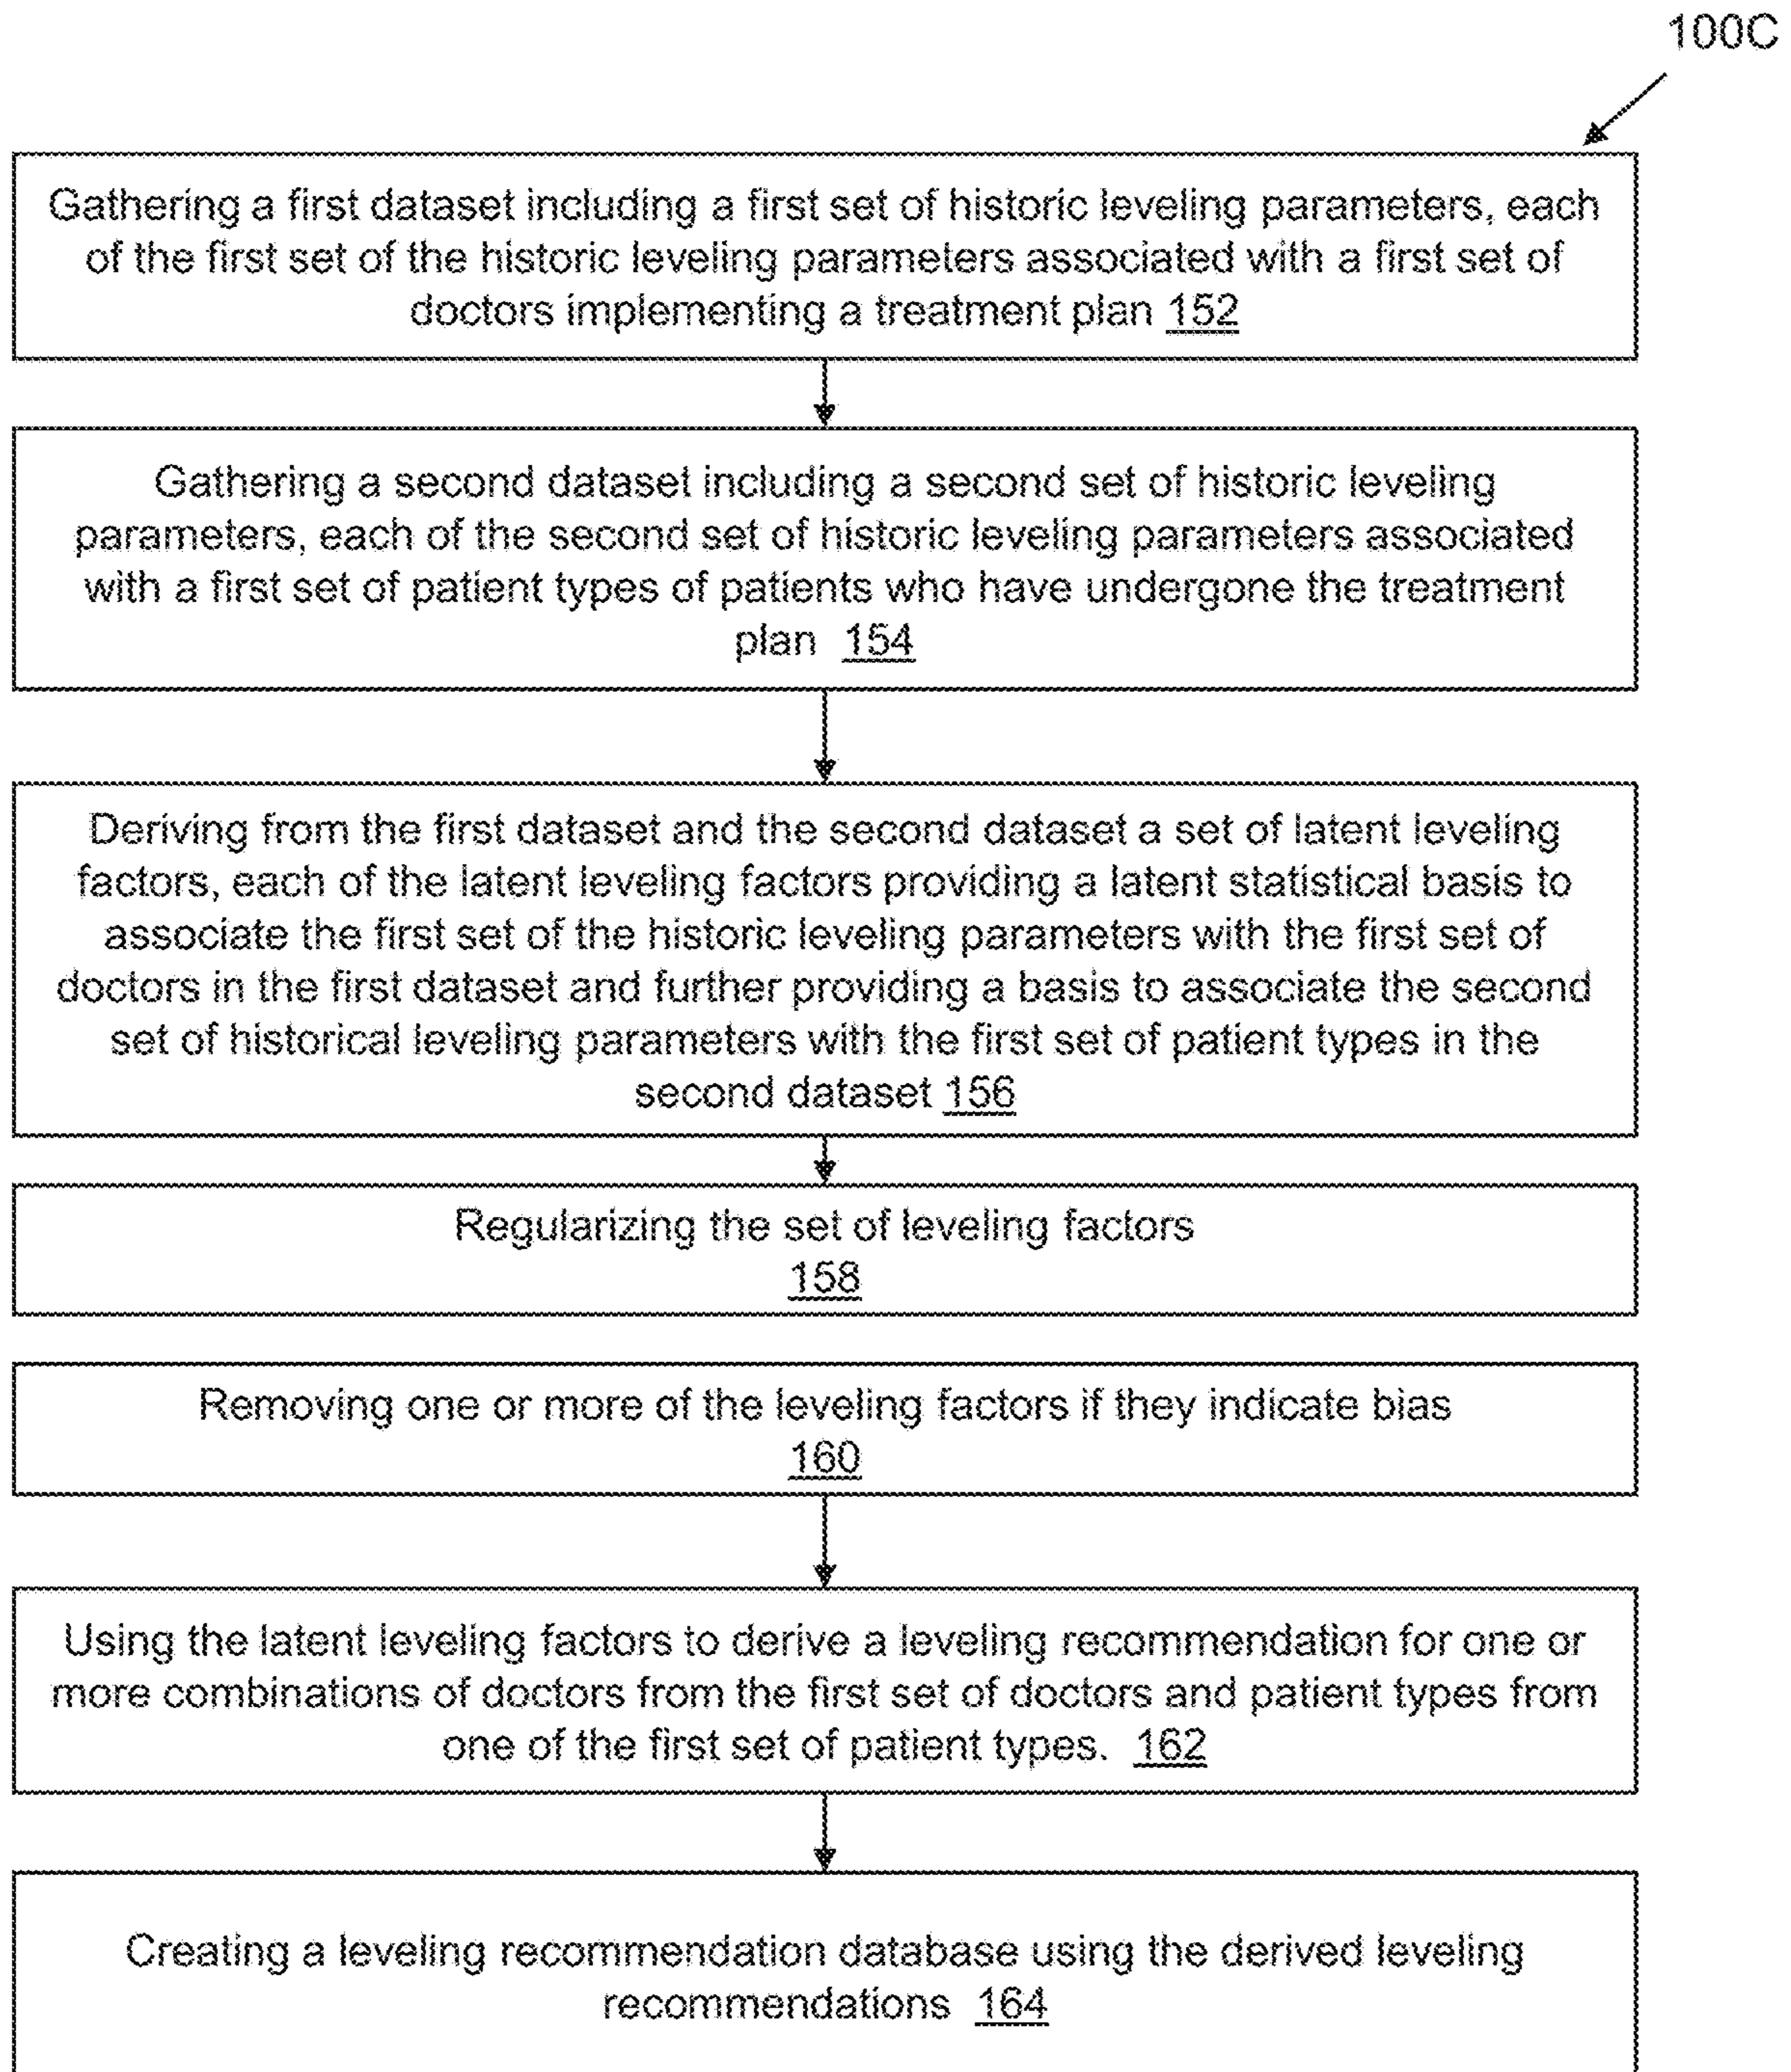 100C
Gathering a first dataset including a first set of historic leveling parameters, each
of the first set of the historic leveling parameters associated with a first set of
doctors implementing a treatment plan 152
Gathering a second dataset including a second set of historic leveling
parameters, each of the second set of historic leveling parameters associated
with a first set of patient types of patients who have undergone the treatment
plan 154
Deriving from the first dataset and the second dataset a set of latent leveling
factors, each of the latent leveling factors providing a latent statistical basis to
associate the first set of the historic leveling parameters with the first set of
doctors in the first dataset and further providing a basis to associate the second
set of historical leveling parameters with the first set of patient types in the
second dataset 156
Regularizing the set of leveling factors
158
Removing one or more of the leveling factors if they indicate bias
160
Using the latent leveling factors to derive a leveling recommendation for one or
more combinations of doctors from the first set of doctors and patient types from
one of the first set of patient types. 162
Creating a leveling recommendation database using the derived leveling
recommendations 164